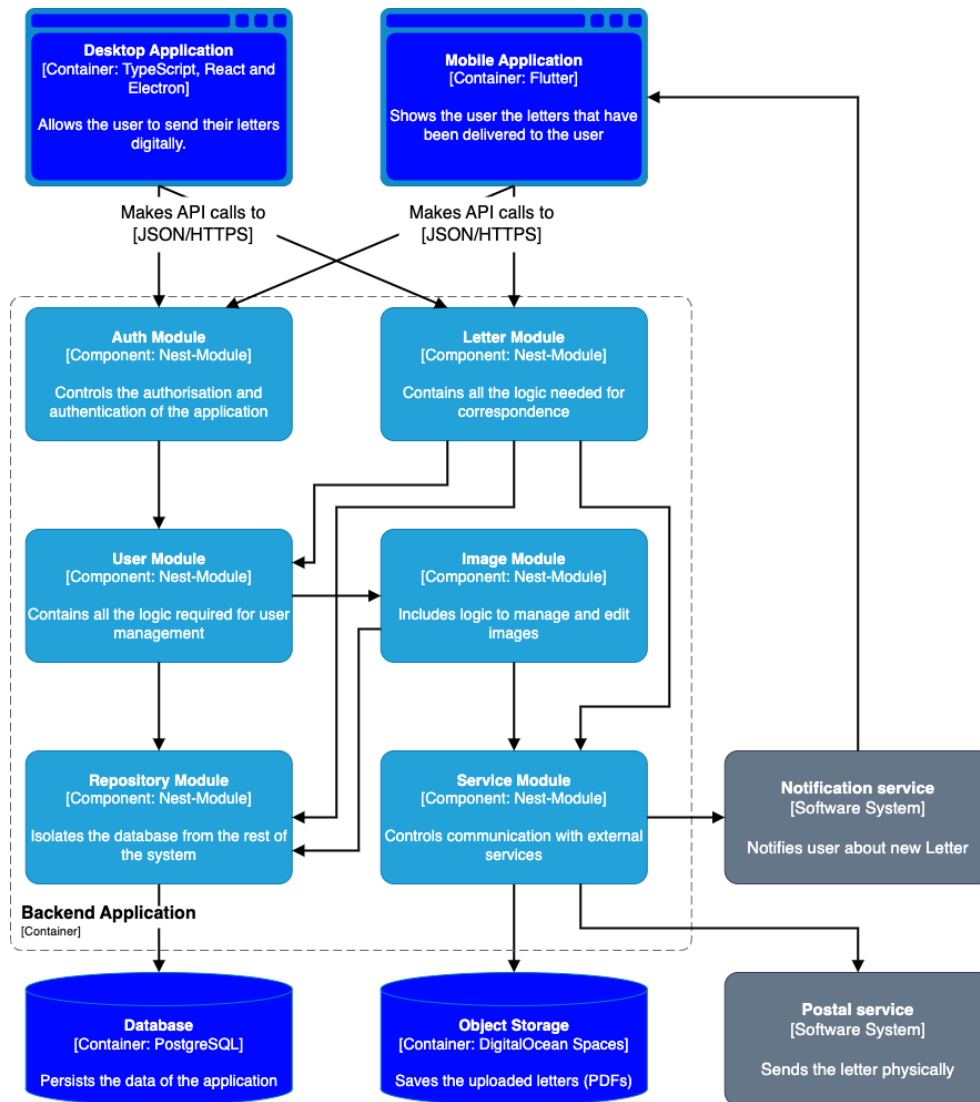 Desktop Application
[Container: TypeScript, React and
Electron]
Allows the user to send their letters
digitally.
Mobile Application
[Container: Flutter]
Shows the user the letters that have
been delivered to the user
Makes API calls to
[JSON/HTTPS]
Makes API calls to
[JSON/HTTPS]
Auth Module
[Component: Nest-Module]
Controls the authorisation and
authentication of the application
Letter Module
[Component: Nest-Module]
Contains all the logic needed for
correspondence
User Module
[Component: Nest-Module]
Contains all the logic required for user
management
Image Module
[Component: Nest-Module]
Includes logic to manage and edit
images
Repository Module
[Component: Nest-Module]
Isolates the database from the rest of
the system
Service Module
[Component: Nest-Module]
Controls communication with external
services
Notification service
[Software System]
Notifies user about new Letter
Backend Application
[Container]
Database
[Container: PostgreSQL]
Persists the data of the application
Object Storage
[Container: DigitalOcean Spaces]
Saves the uploaded letters (PDFs)
Postal service
[Software System]
Sends the letter physically